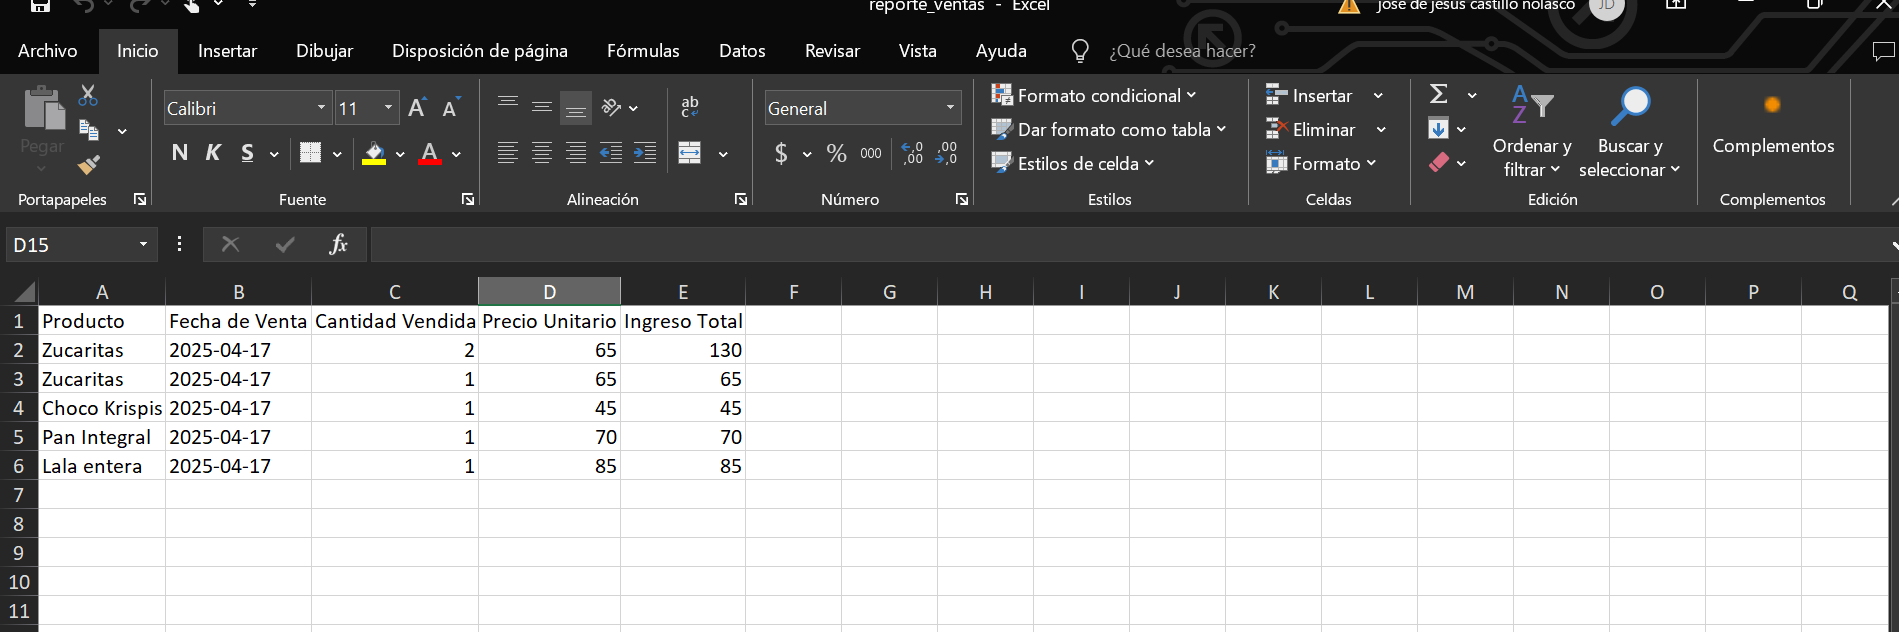 reporte_ventas - Excel
jose de jesus castillo nolasco JD
Archivo Inicio Insertar Dibujar Disposición de página Fórmulas Datos Revisar Vista Ayuda ¿Qué desea hacer?
Pegar
Calibri 11 A A
N K S A
ab
c
General
$ % 000 ,0 ,00 ,00 ,0
Formato condicional
Dar formato como tabla
Estilos de celda
Insertar
Eliminar
Formato
Σ
A
Z
Ordenar y
filtrar
Buscar y
seleccionar
Complementos
Portapapeles Fuente Alineación Número Estilos Celdas Edición Complementos
D15 fx
A B C D E F G H I J K L M N O P Q
1 Producto Fecha de Venta Cantidad Vendida Precio Unitario Ingreso Total
2 Zucaritas 2025-04-17 2 65 130
3 Zucaritas 2025-04-17 1 65 65
4 Choco Krispis 2025-04-17 1 45 45
5 Pan Integral 2025-04-17 1 70 70
6 Lala entera 2025-04-17 1 85 85
7
8
9
10
11